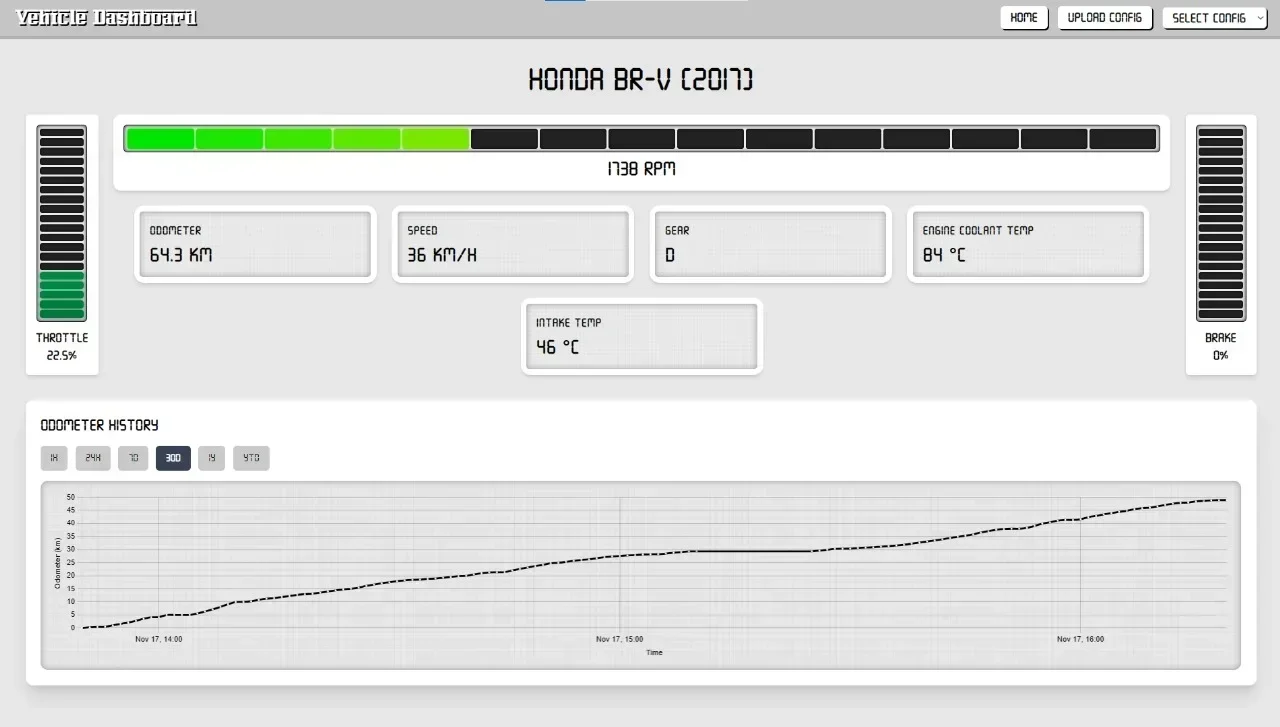 Vehicle Dashboard
HOME
UPLOAD CONFIG
SELECT CONFIG
HONDA BR-V (2017)
1738 RPM
THROTTLE
22.5%
ODOMETER
64.3 KM
SPEED
36 KM/H
GEAR
D
ENGINE COOLANT TEMP
84 °C
INTAKE TEMP
46 °C
BRAKE
0%
ODOMETER HISTORY
1H
24H
7D
30D
1Y
YTD
Odometer (km)
50
45
40
35
30
25
20
15
10
5
0
Nov 17, 14:00
Nov 17, 15:00
Nov 17, 16:00
Time